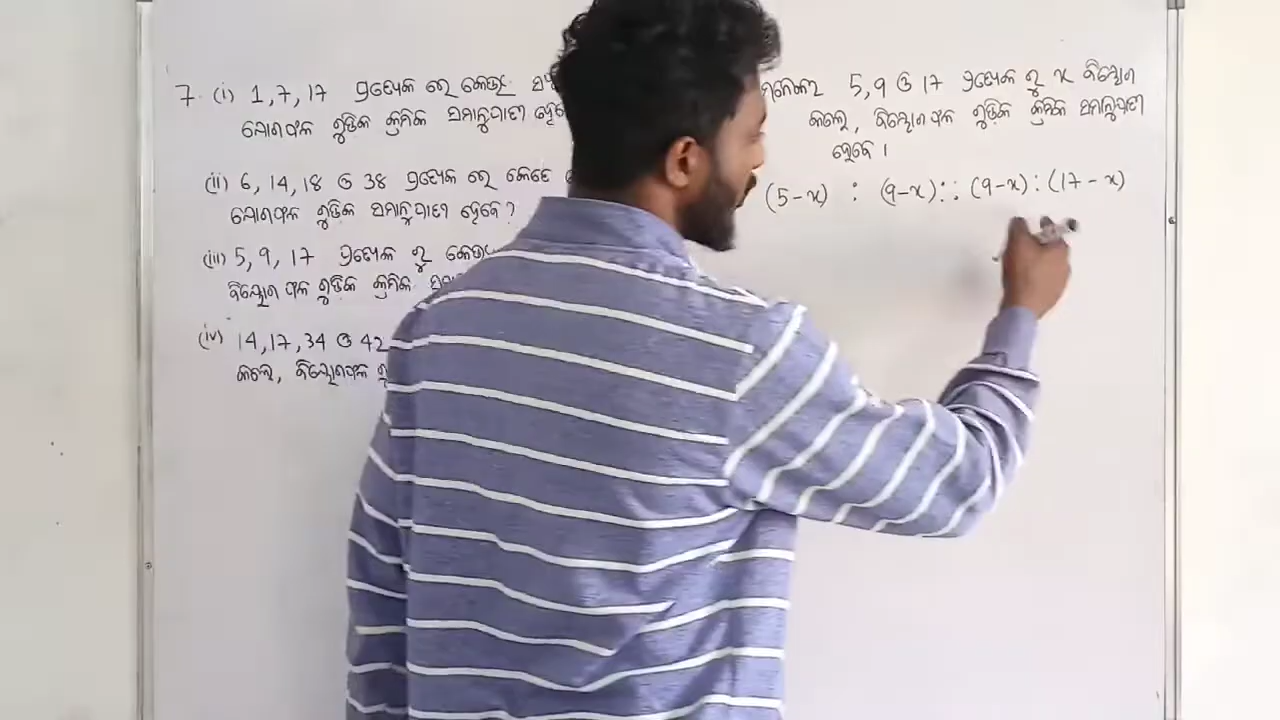 7. (i) 1, 7, 17 ପ୍ରତ୍ୟେକ ରେ କେଉଁ
ଯୋଗଫଳ ଗୁଡିକ କ୍ରମିକ ସମାନୁପାତୀ ହେବେ
(ii) 6, 14, 18 ଓ 38 ପ୍ରତ୍ୟେକ ରେ କେତେ
ଯୋଗଫଳ ଗୁଡିକ ସମାନୁପାତୀ ହେବେ ?
(iii) 5, 9, 17 ପ୍ରତ୍ୟେକ ରୁ
ବିୟୋଗ ଫଳ ଗୁଡିକ କ୍ରମିକ
(iv) 14, 17, 34 ଓ 42
କଲେ, ବିୟୋଗଫଳ
5, 9 ଓ 17 ପ୍ରତ୍ୟେକ ରୁ x ବିୟୋଗ
କଲେ, ବିୟୋଗଫଳ ଗୁଡ଼ିକ କ୍ରମିକ ସମାନୁପାତୀ
ହେବେ ।
(5-x) : (9-x) :: (9-x) : (17-x)